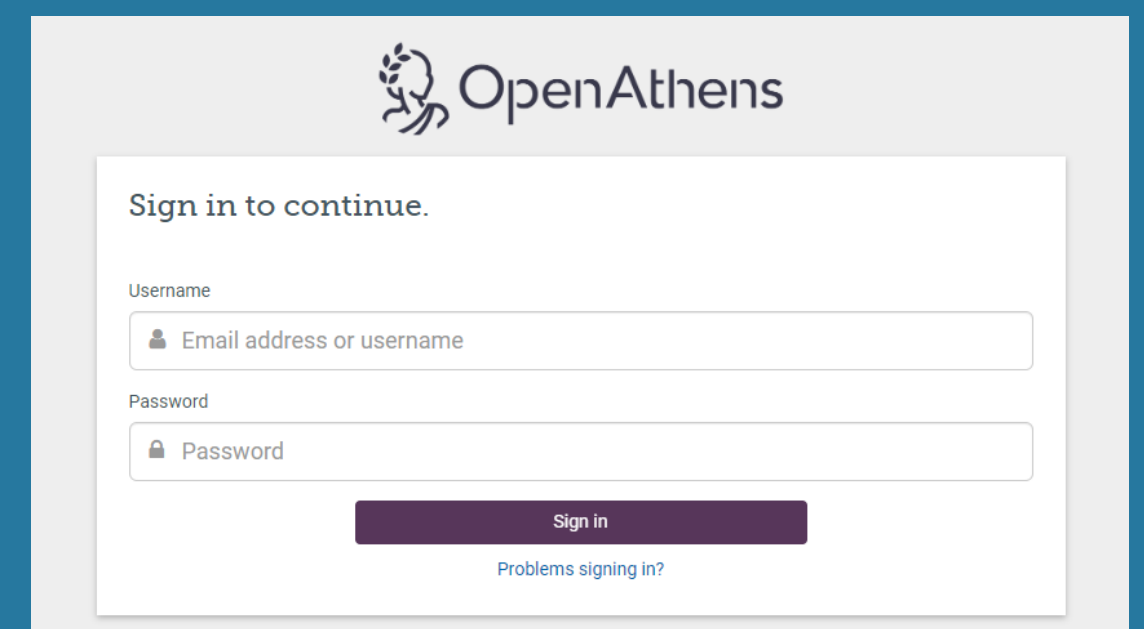 OpenAthens
Sign in to continue.
Username
Email address or username
Password
Password
Sign in
Problems signing in?